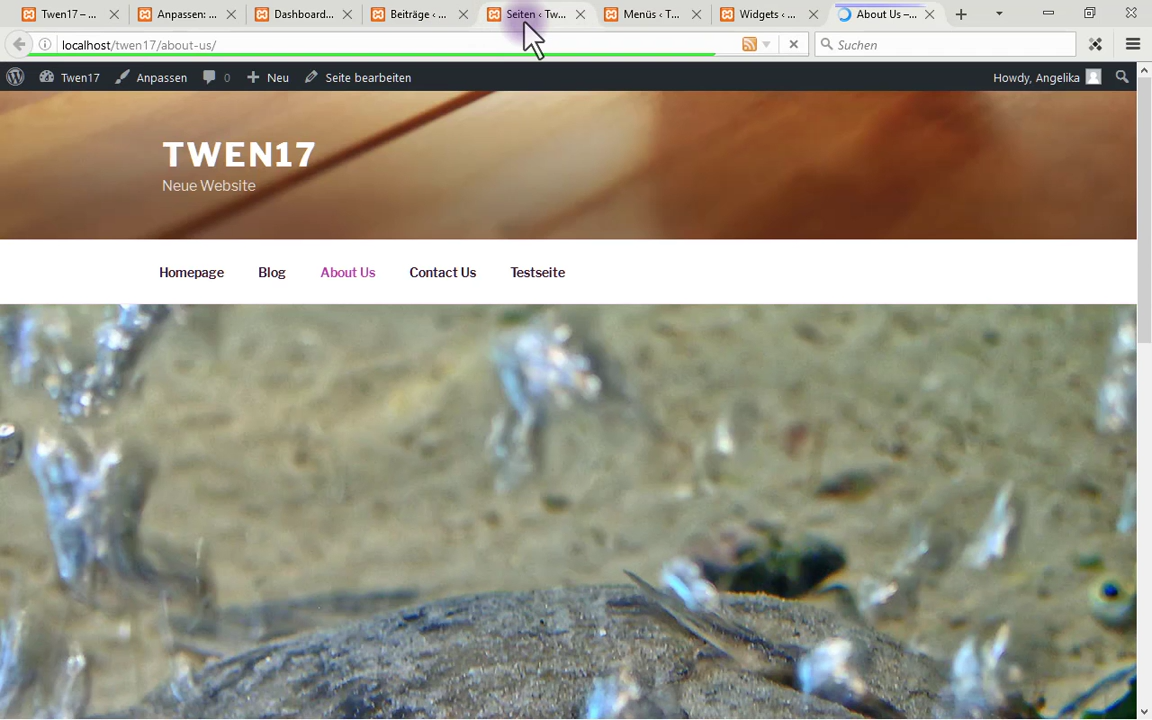 Twen17 – ...
Anpassen: ...
Dashboard...
Beiträge ‹ ...
Seiten ‹ Tw...
Menüs ‹ T...
Widgets ‹ ...
About Us –...
localhost/twen17/about-us/
Suchen
Twen17
Anpassen
0
Neu
Seite bearbeiten
Howdy, Angelika
TWEN17
Neue Website
Homepage
Blog
About Us
Contact Us
Testseite